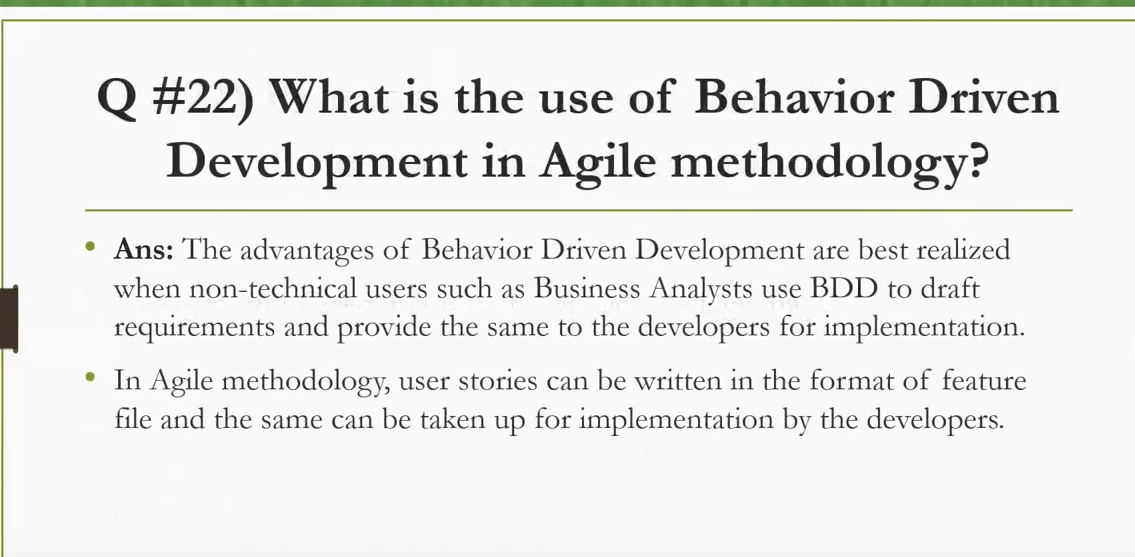 Q #22) What is the use of Behavior Driven
Development in Agile methodology?
• Ans: The advantages of Behavior Driven Development are best realized
when non-technical users such as Business Analysts use BDD to draft
requirements and provide the same to the developers for implementation.
• In Agile methodology, user stories can be written in the format of feature
file and the same can be taken up for implementation by the developers.